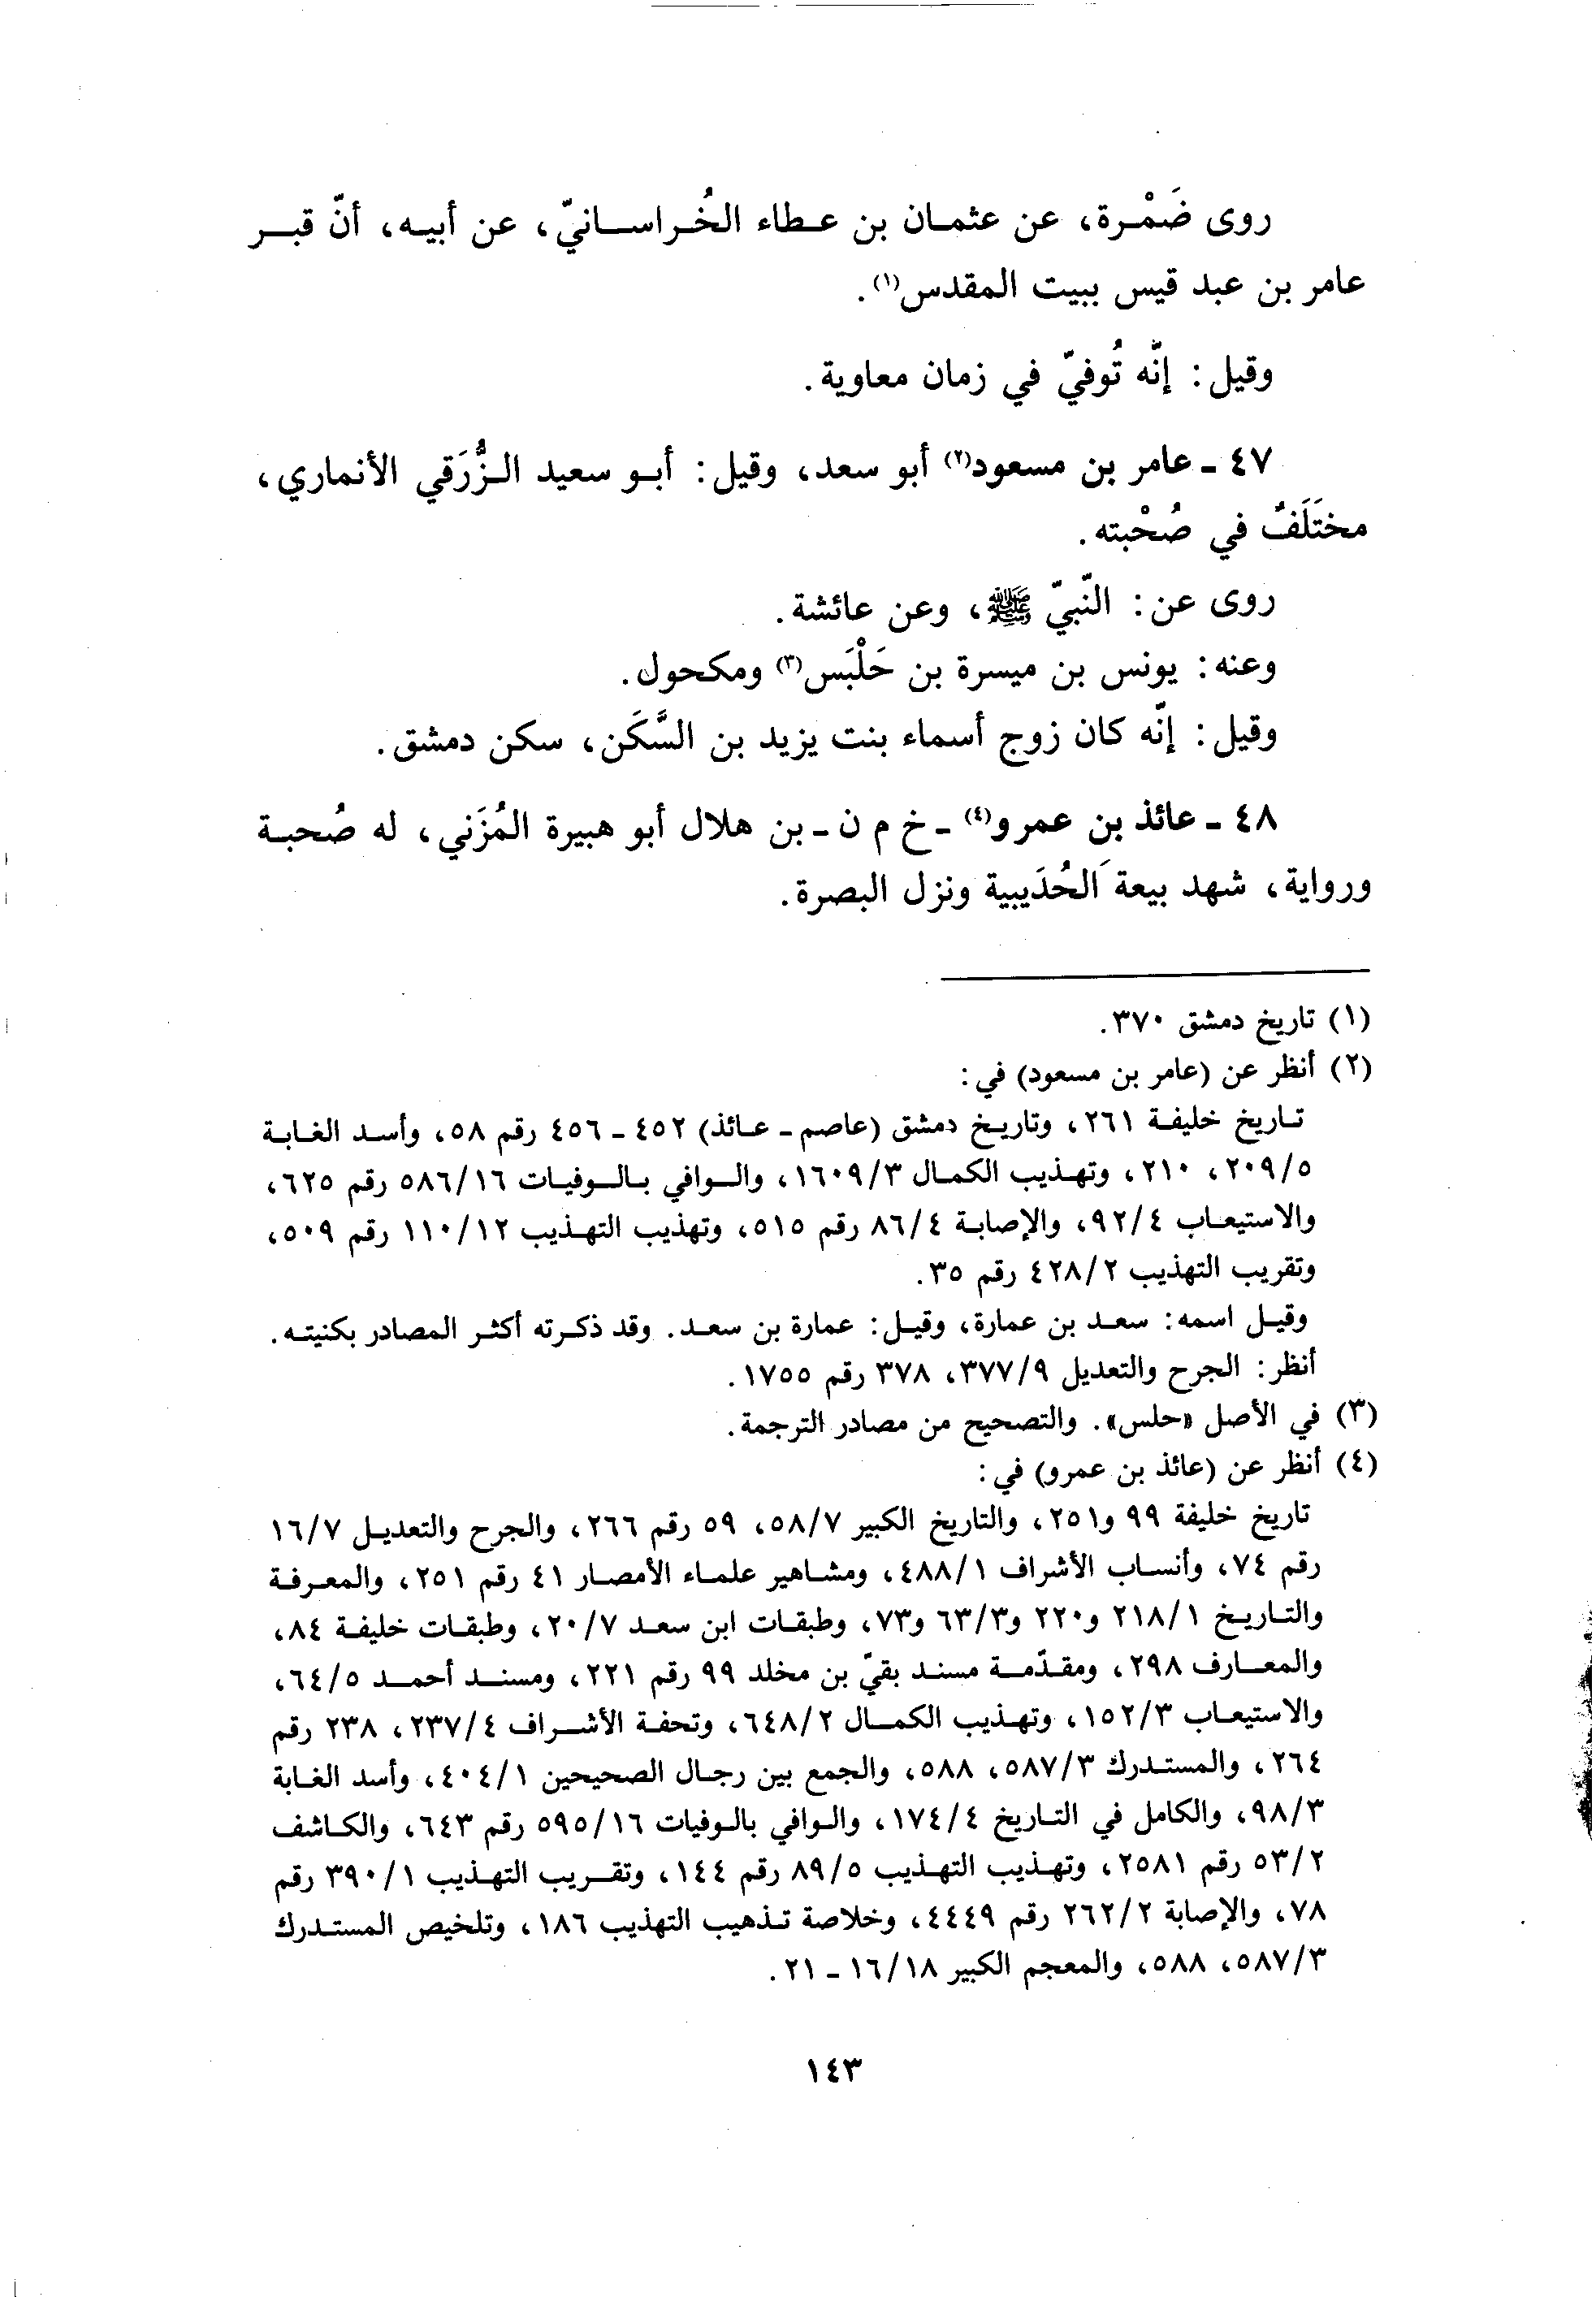 روى ضَمْرة، عن عثمان بن عطاء الخُراسانيّ، عن أبيه، أنّ قبر
عامر بن عبد قيس ببيت المقدس(١).
وقيل: إنّه تُوفيّ في زمان معاوية.
٤٧ - عامر بن مسعود(٢) أبو سعد، وقيل: أبو سعيد الزُّرَقي الأنماري،
مختَلَفٌ في صُحْبته.
روى عن: النّبيّ ﷺ، وعن عائشة.
وعنه: يونس بن ميسرة بن حَلْبَس(٣) ومكحول.
وقيل: إنّه كان زوج أسماء بنت يزيد بن السَّكَن، سكن دمشق.
٤٨ - عائذ بن عمرو(٤) - خ م ن - بن هلال أبو هبيرة المُزَني، له صُحبة
ورواية، شهد بيعة الحُدَيبية ونزل البصرة.
(١) تاريخ دمشق ٣٧٠.
(٢) أنظر عن (عامر بن مسعود) في:
تاريخ خليفة ٢٦١، وتاريخ دمشق (عاصم - عائذ) ٤٥٢ - ٤٥٦ رقم ٥٨، وأسد الغابة
٢٠٩/٥، ٢١٠، وتهذيب الكمال ١٦٠٩/٣، والوافي بالوفيات ٥٨٦/١٦ رقم ٦٢٥،
والاستيعاب ٩٢/٤، والإصابة ٨٦/٤ رقم ٥١٥، وتهذيب التهذيب ١١٠/١٢ رقم ٥٠٩،
وتقريب التهذيب ٤٢٨/٢ رقم ٣٥.
وقيل اسمه: سعد بن عمارة، وقيل: عمارة بن سعد. وقد ذكرته أكثر المصادر بكنيته.
أنظر: الجرح والتعديل ٣٧٧/٩، ٣٧٨ رقم ١٧٥٥.
(٣) في الأصل «حلس». والتصحيح من مصادر الترجمة.
(٤) أنظر عن (عائذ بن عمرو) في:
تاريخ خليفة ٩٩ و٢٥١، والتاريخ الكبير ٥٨/٧، ٥٩ رقم ٢٦٦، والجرح والتعديل ١٦/٧
رقم ٧٤، وأنساب الأشراف ٤٨٨/١، ومشاهير علماء الأمصار ٤١ رقم ٢٥١، والمعرفة
والتاريخ ٢١٨/١ و٢٢٠ و٦٣/٣ و٧٣، وطبقات ابن سعد ٢٠/٧، وطبقات خليفة ٨٤،
والمعارف ٢٩٨، ومقدّمة مسند بقيّ بن مخلد ٩٩ رقم ٢٢١، ومسند أحمد ٦٤/٥،
والاستيعاب ١٥٢/٣، وتهذيب الكمال ٦٤٨/٢، وتحفة الأشراف ٢٣٧/٤، ٢٣٨ رقم
٢٦٤، والمستدرك ٥٨٧/٣، ٥٨٨، والجمع بين رجال الصحيحين ٤٠٤/١، وأسد الغابة
٩٨/٣، والكامل في التاريخ ١٧٤/٤، والوافي بالوفيات ٥٩٥/١٦ رقم ٦٤٣، والكاشف
٥٣/٢ رقم ٢٥٨١، وتهذيب التهذيب ٨٩/٥ رقم ١٤٤، وتقريب التهذيب ٣٩٠/١ رقم
٧٨، والإصابة ٢٦٢/٢ رقم ٤٤٤٩، وخلاصة تذهيب التهذيب ١٨٦، وتلخيص المستدرك
٥٨٧/٣، ٥٨٨، والمعجم الكبير ١٦/١٨ - ٢١.
١٤٣